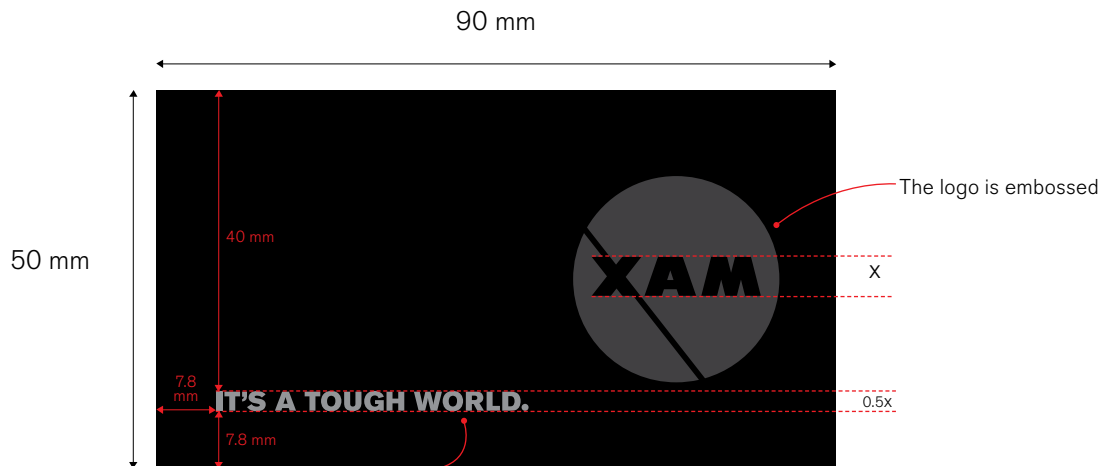 90 mm
The logo is embossed
40 mm
50 mm
XAM
X
7.8
mm
IT'S A TOUGH WORLD.
0.5x
7.8 mm